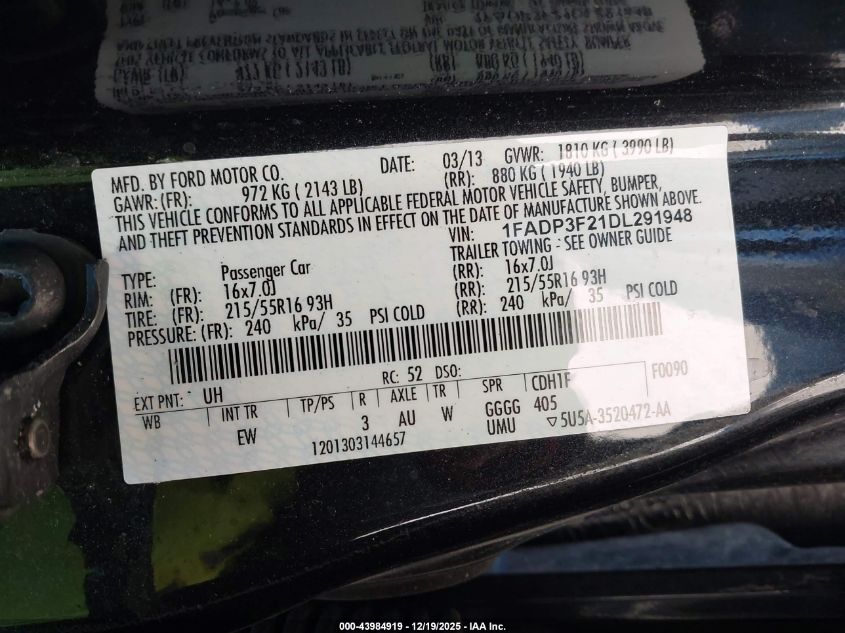 MFD. BY FORD MOTOR CO. DATE: 03/13 GVWR: 1810 KG ( 3990 LB)
GAWR: (FR): 972 KG ( 2143 LB) (RR): 880 KG ( 1940 LB)
THIS VEHICLE CONFORMS TO ALL APPLICABLE FEDERAL MOTOR VEHICLE SAFETY, BUMPER,
AND THEFT PREVENTION STANDARDS IN EFFECT ON THE DATE OF MANUFACTURE SHOWN ABOVE.
VIN: 1FADP3F21DL291948
TYPE: Passenger Car TRAILER TOWING - SEE OWNER GUIDE
RIM: (FR): 16x7.0J (RR): 16x7.0J
TIRE: (FR): 215/55R16 93H (RR): 215/55R16 93H
PRESSURE: (FR): 240 kPa/ 35 PSI COLD (RR): 240 kPa/ 35 PSI COLD
EXT PNT: UH RC: 52 DSO: F0090
WB INT TR TP/PS R AXLE TR SPR CDH1F
EW 3 AU W GGGG 405
UMU ▽5U5A-3520472-AA
1201303144657
000-43984919 - 12/19/2025 - IAA Inc.